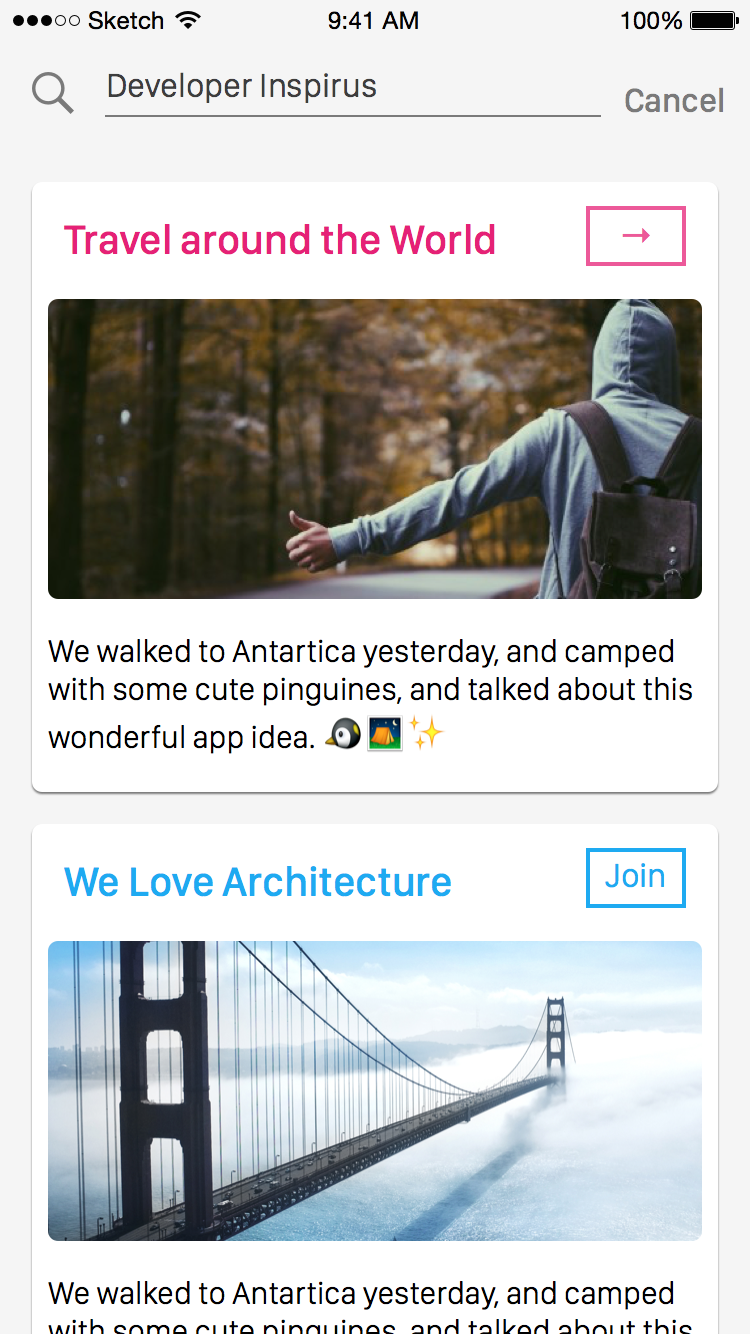 Sketch 9:41 AM 100%
Developer Inspirus Cancel
Travel around the World →
We walked to Antartica yesterday, and camped
with some cute pinguines, and talked about this
wonderful app idea. 🐧🏕✨
We Love Architecture Join
We walked to Antartica yesterday, and camped
with some cute pinguines, and talked about this